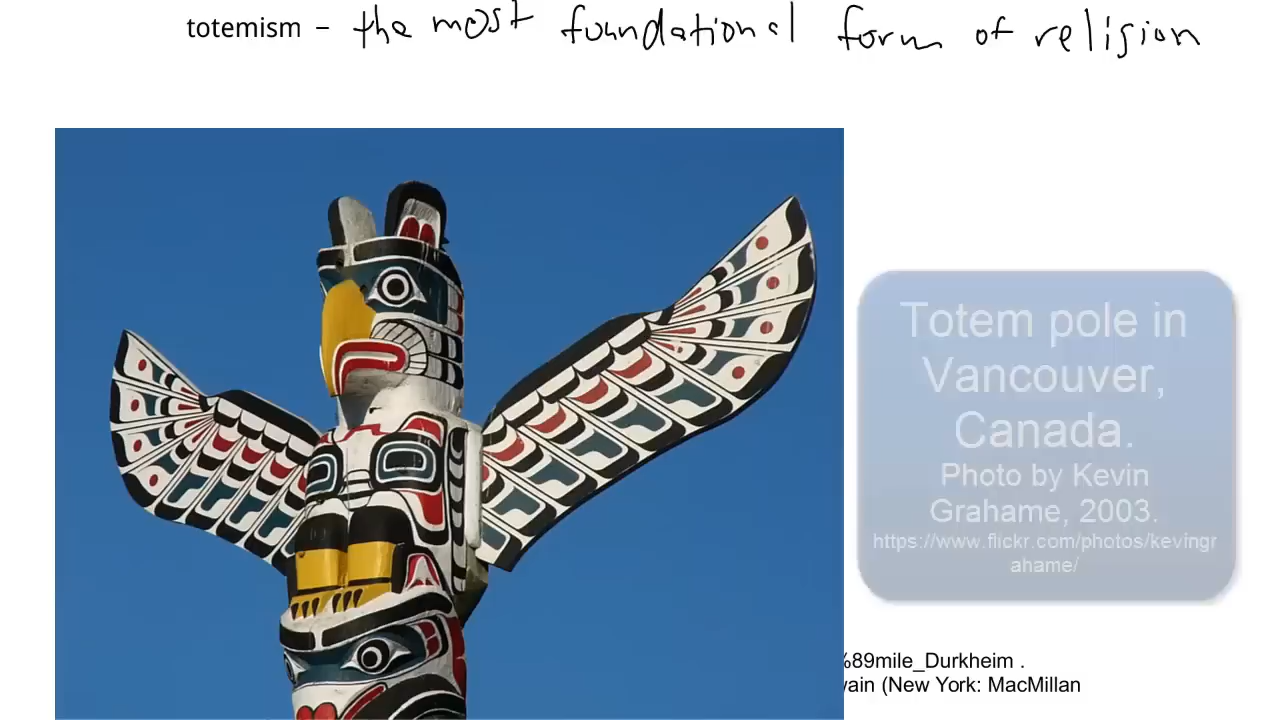 totemism – the most foundational form of religion
Totem pole in
Vancouver,
Canada.
Photo by Kevin
Grahame, 2003.
https://www.flickr.com/photos/kevingr
ahame/
%89mile_Durkheim .
wain (New York: MacMillan